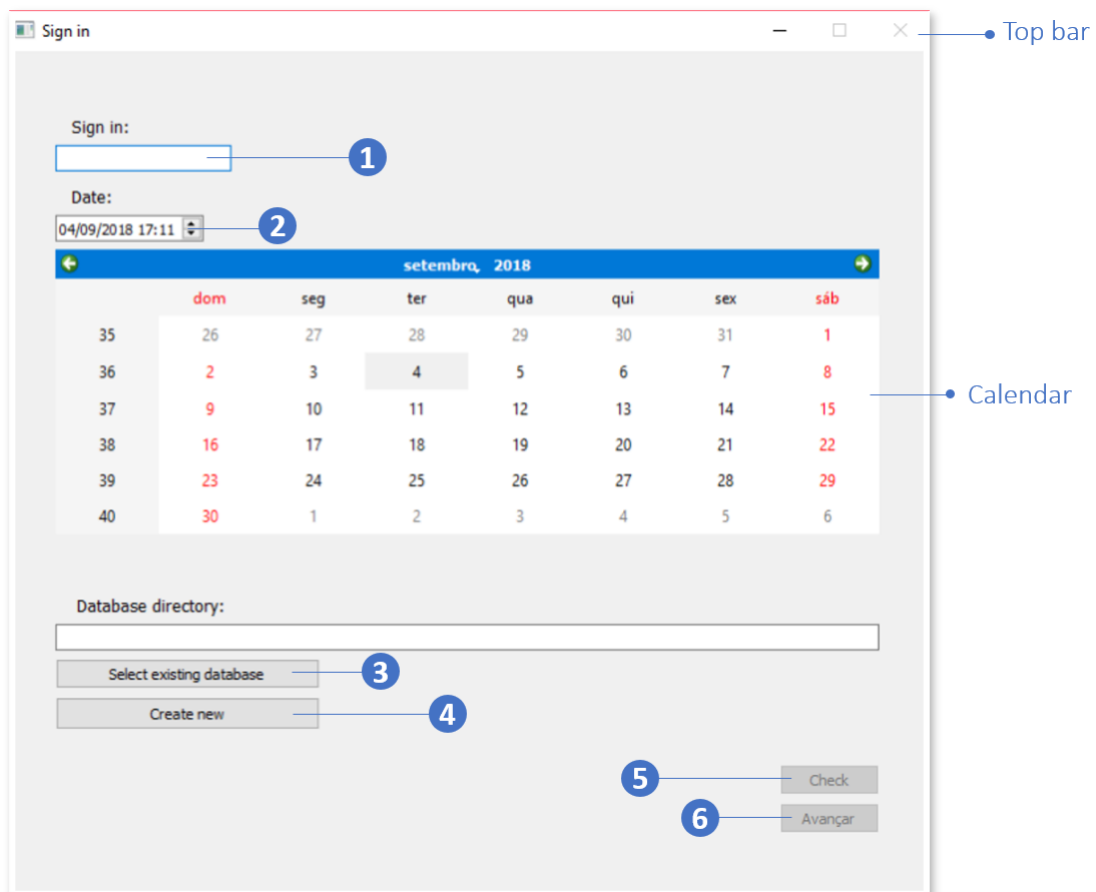 Sign in
Top bar
Sign in:
1
Date:
04/09/2018 17:11
2
setembro, 2018
dom seg ter qua qui sex sáb
35 26 27 28 29 30 31 1
36 2 3 4 5 6 7 8
37 9 10 11 12 13 14 15
Calendar
38 16 17 18 19 20 21 22
39 23 24 25 26 27 28 29
40 30 1 2 3 4 5 6
Database directory:
Select existing database
3
Create new
4
5
Check
6
Avançar